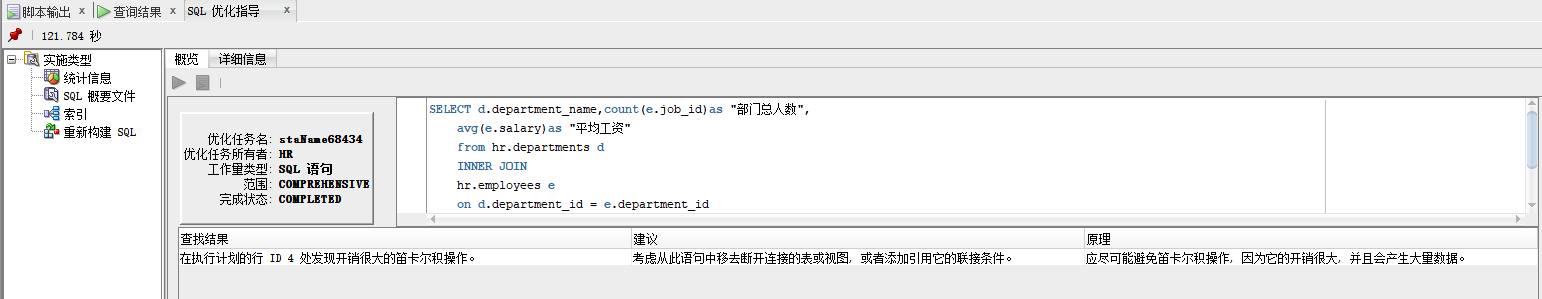 脚本输出 x 查询结果 x SQL 优化指导 x
121.784 秒
实施类型
统计信息
SQL 概要文件
索引
重新构建 SQL
概览 详细信息
优化任务名: staName68434
优化任务所有者: HR
工作量类型: SQL 语句
范围: COMPREHENSIVE
完成状态: COMPLETED
SELECT d.department_name,count(e.job_id)as "部门总人数",
avg(e.salary)as "平均工资"
from hr.departments d
INNER JOIN
hr.employees e
on d.department_id = e.department_id
查找结果 建议 原理
在执行计划的行 ID 4 处发现开销很大的笛卡尔积操作。 考虑从此语句中移去断开连接的表或视图, 或者添加引用它的联接条件。 应尽可能避免笛卡尔积操作, 因为它的开销很大, 并且会产生大量数据。